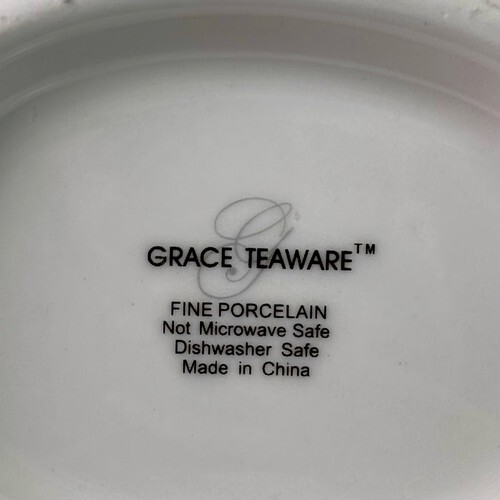 G
GRACE TEAWARE™
FINE PORCELAIN
Not Microwave Safe
Dishwasher Safe
Made in China